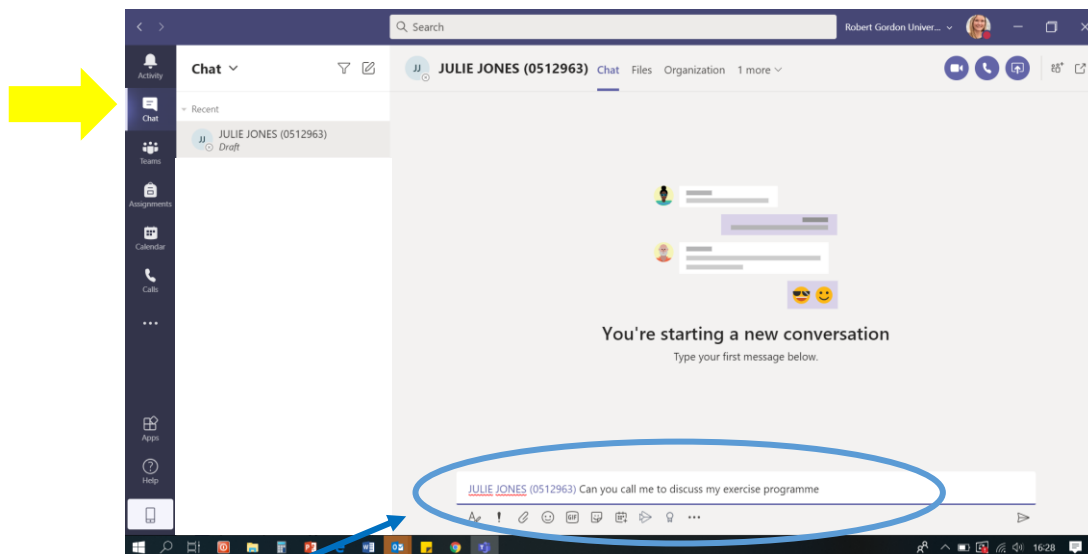 Search
Robert Gordon Univer...
Activity
Chat
Teams
Assignments
Calendar
Calls
Apps
Help
Chat
Recent
JJ
JULIE JONES (0512963)
Draft
JJ
JULIE JONES (0512963)
Chat
Files
Organization
1 more
You're starting a new conversation
Type your first message below.
JULIE JONES (0512963) Can you call me to discuss my exercise programme
GIF
16:28